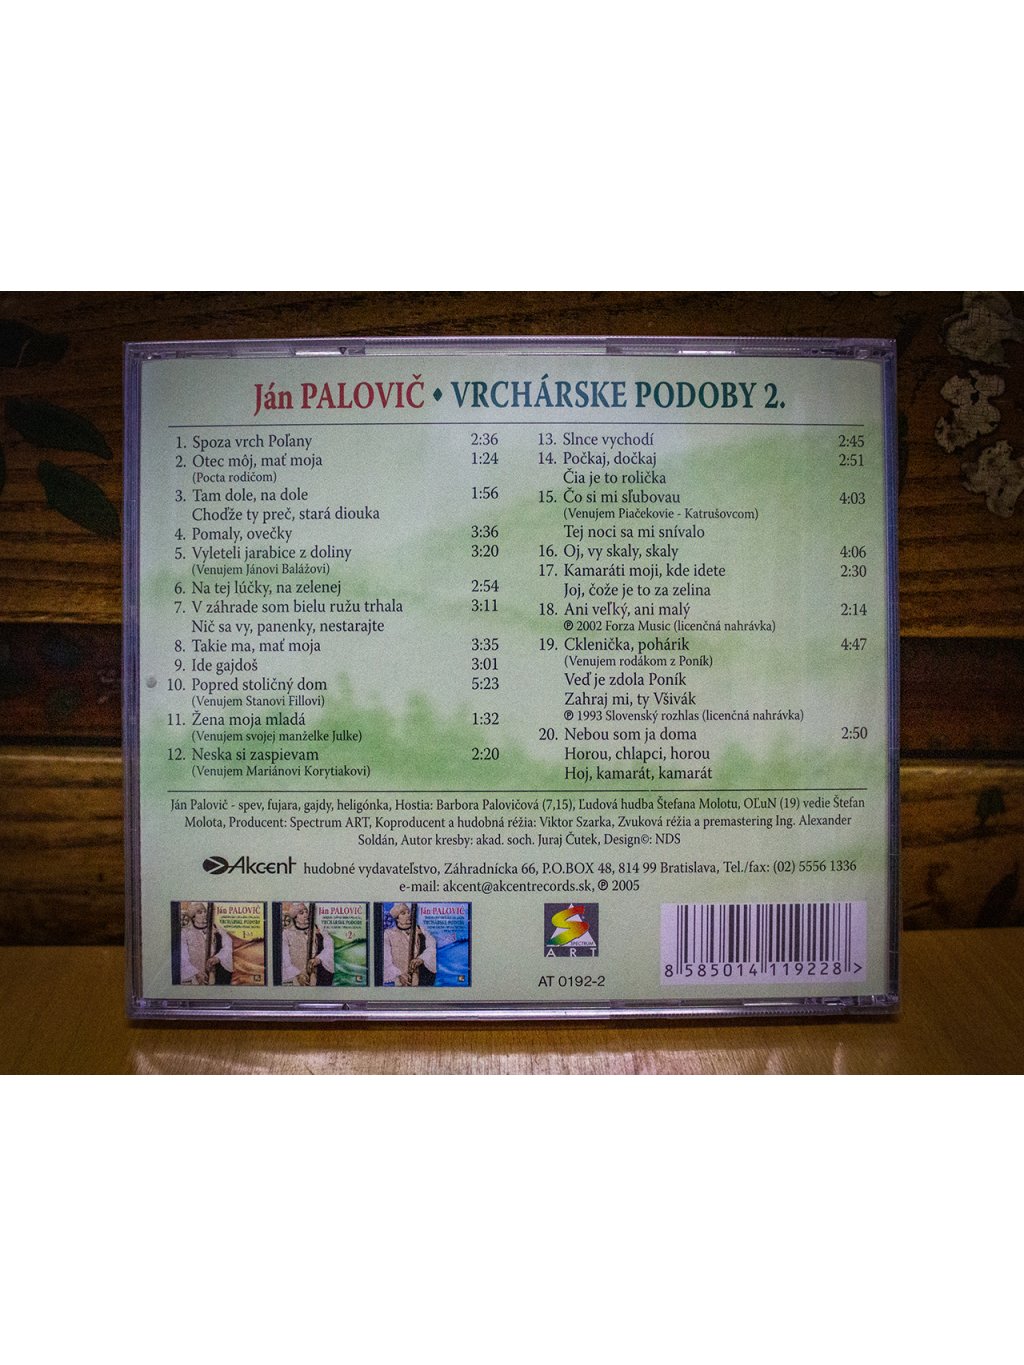 Ján PALOVIČ • VRCHÁRSKE PODOBY 2.
1. Spoza vrch Poľany 2:36
2. Otec môj, mať moja 1:24
(Pocta rodičom)
3. Tam dole, na dole 1:56
Choďže ty preč, stará diouka
4. Pomaly, ovečky 3:36
5. Vyleteli jarabice z doliny 3:20
(Venujem Jánovi Balážovi)
6. Na tej lúčky, na zelenej 2:54
7. V záhrade som bielu ružu trhala 3:11
Nič sa vy, panenky, nestarajte
8. Takie ma, mať moja 3:35
9. Ide gajdoš 3:01
10. Popred stoličný dom 5:23
(Venujem Stanovi Fillovi)
11. Žena moja mladá 1:32
(Venujem svojej manželke Julke)
12. Neska si zaspievam 2:20
(Venujem Mariánovi Korytiakovi)
13. Slnce vychodí 2:45
14. Počkaj, dočkaj 2:51
Čia je to rolička
15. Čo si mi sľubovau 4:03
(Venujem Piačekovie - Katrušovcom)
Tej noci sa mi snívalo
16. Oj, vy skaly, skaly 4:06
17. Kamaráti moji, kde idete 2:30
Joj, čože je to za zelina
18. Ani veľký, ani malý 2:14
℗ 2002 Forza Music (licenčná nahrávka)
19. Cklenička, pohárik 4:47
(Venujem rodákom z Poník)
Veď je zdola Poník
Zahraj mi, ty Všivák
℗ 1993 Slovenský rozhlas (licenčná nahrávka)
20. Nebou som ja doma 2:50
Horou, chlapci, horou
Hoj, kamarát, kamarát
Ján Palovič - spev, fujara, gajdy, heligónka, Hostia: Barbora Palovičová (7,15), Ľudová hudba Štefana Molotu, OĽuN (19) vedie Štefan
Molota, Producent: Spectrum ART, Koproducent a hudobná réžia: Viktor Szarka, Zvuková réžia a premastering Ing. Alexander
Soldán, Autor kresby: akad. soch. Juraj Čutek, Design©: NDS
Akcent hudobné vydavateľstvo, Záhradnícka 66, P.O.BOX 48, 814 99 Bratislava, Tel./fax: (02) 5556 1336
e-mail: akcent@akcentrecords.sk, ℗ 2005
Ján PALOVIČ
VRCHÁRSKE PODOBY
1
Ján PALOVIČ
VRCHÁRSKE PODOBY
2
Ján PALOVIČ
VRCHÁRSKE PODOBY
S
SPECTRUM
ART
AT 0192-2
8 585014 119228 >